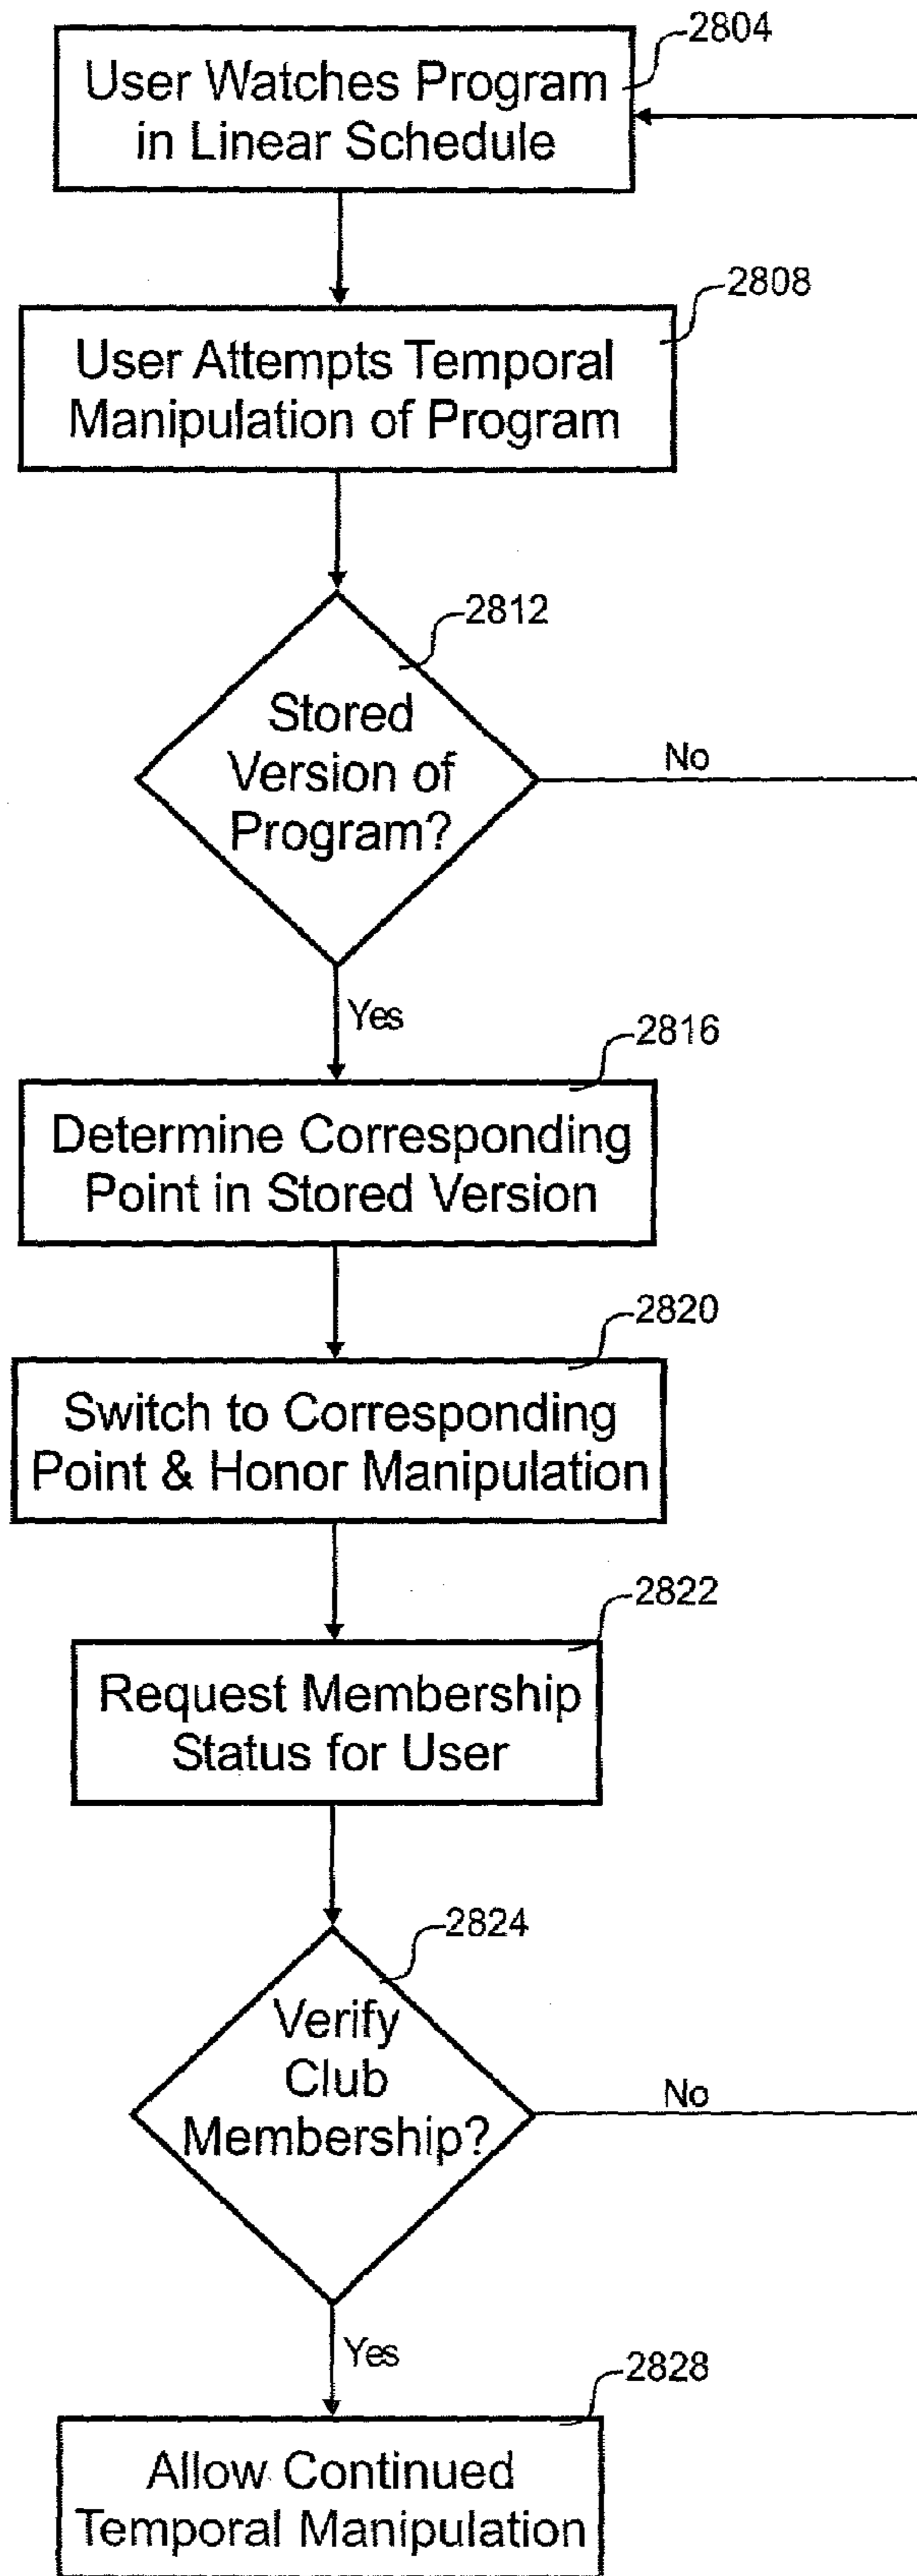 2804
User Watches Program
in Linear Schedule
2808
User Attempts Temporal
Manipulation of Program
2812
Stored
Version of
Program?
No
Yes
2816
Determine Corresponding
Point in Stored Version
2820
Switch to Corresponding
Point & Honor Manipulation
2822
Request Membership
Status for User
2824
Verify
Club
Membership?
No
Yes
2828
Allow Continued
Temporal Manipulation